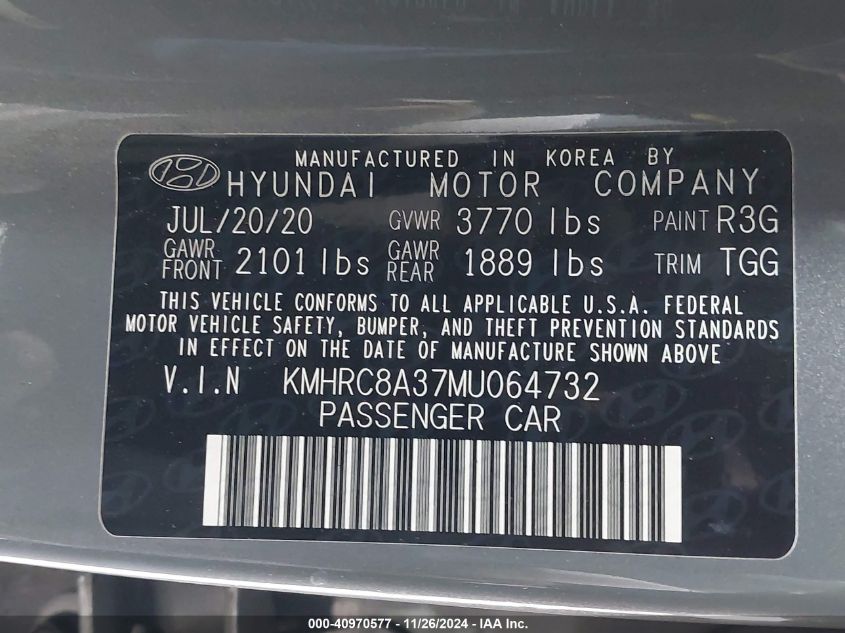 MANUFACTURED IN KOREA BY
HYUNDAI MOTOR COMPANY
JUL/20/20 GVWR 3770 lbs PAINT R3G
GAWR FRONT 2101 lbs GAWR REAR 1889 lbs TRIM TGG
THIS VEHICLE CONFORMS TO ALL APPLICABLE U.S.A. FEDERAL
MOTOR VEHICLE SAFETY, BUMPER, AND THEFT PREVENTION STANDARDS
IN EFFECT ON THE DATE OF MANUFACTURE SHOWN ABOVE
V.I.N KMHRC8A37MU064732
PASSENGER CAR
000-40970577 - 11/26/2024 - IAA Inc.